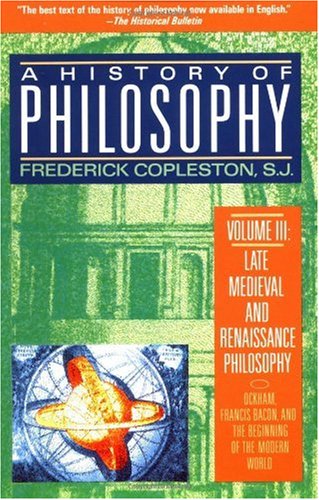 "The best text of the history of philosophy now available in English."
—The Historical Bulletin
A HISTORY OF
PHILOSOPHY
FREDERICK COPLESTON, S.J.
VOLUME III:
LATE
MEDIEVAL AND
RENAISSANCE
PHILOSOPHY
OCKHAM,
FRANCIS BACON, AND
THE BEGINNING
OF THE MODERN
WORLD